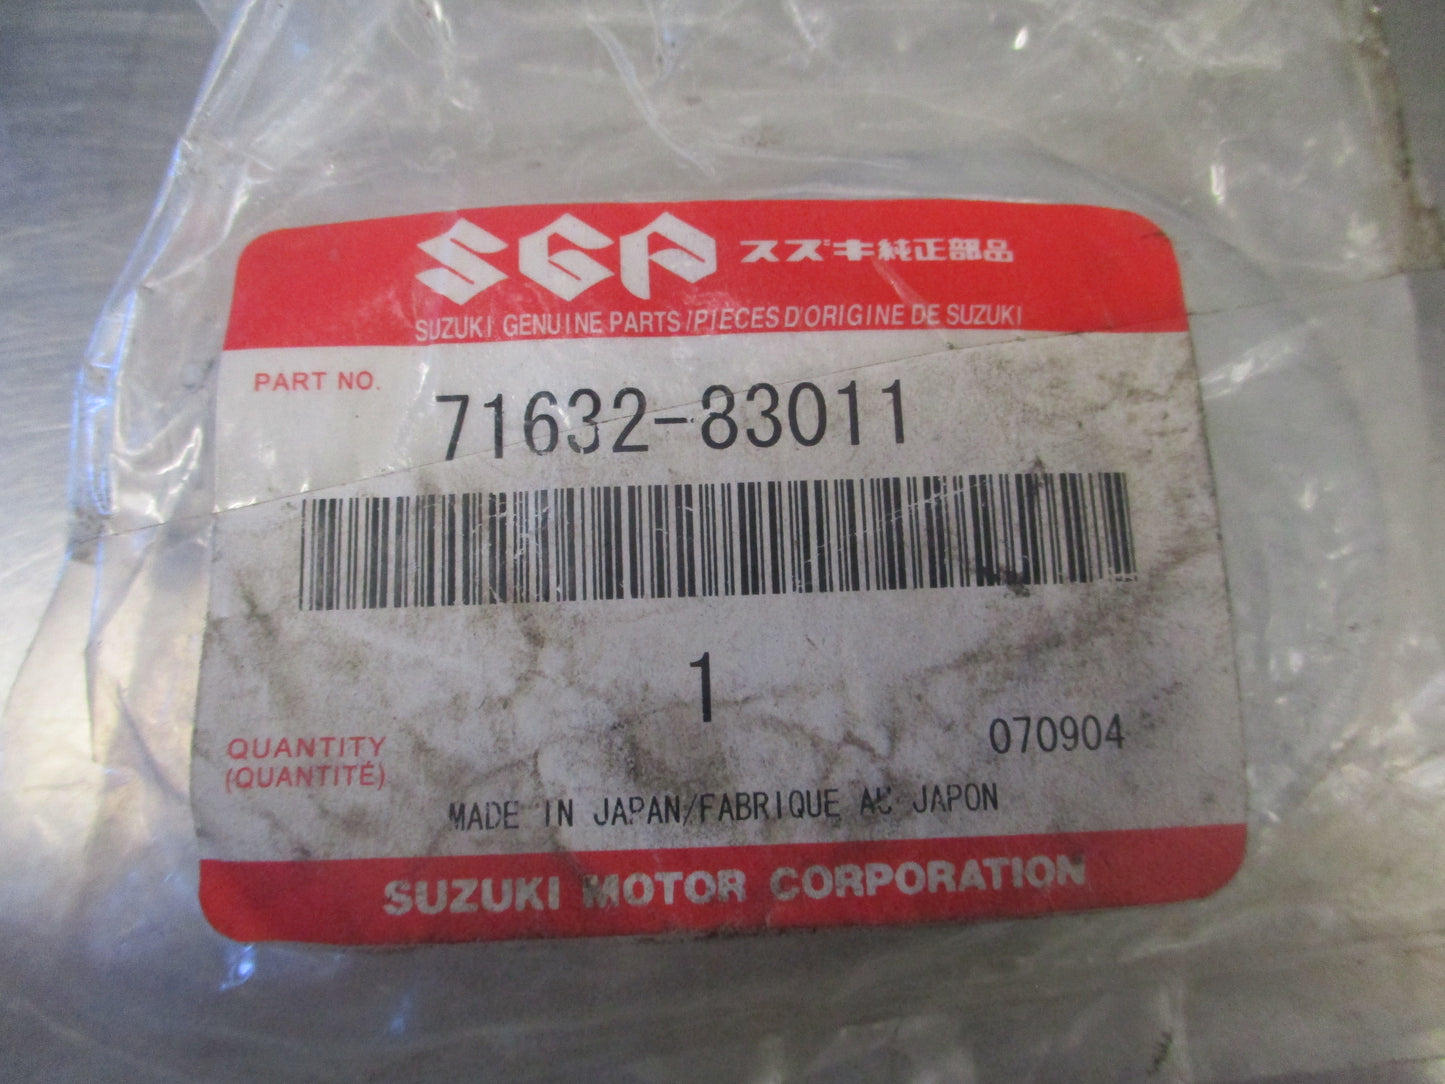 SGP スズキ純正部品
SUZUKI GENUINE PARTS/PIÈCES D'ORIGINE DE SUZUKI
PART NO. 71632-83011
1
QUANTITY 070904
(QUANTITÉ)
MADE IN JAPAN/FABRIQUE AU JAPON
SUZUKI MOTOR CORPORATION